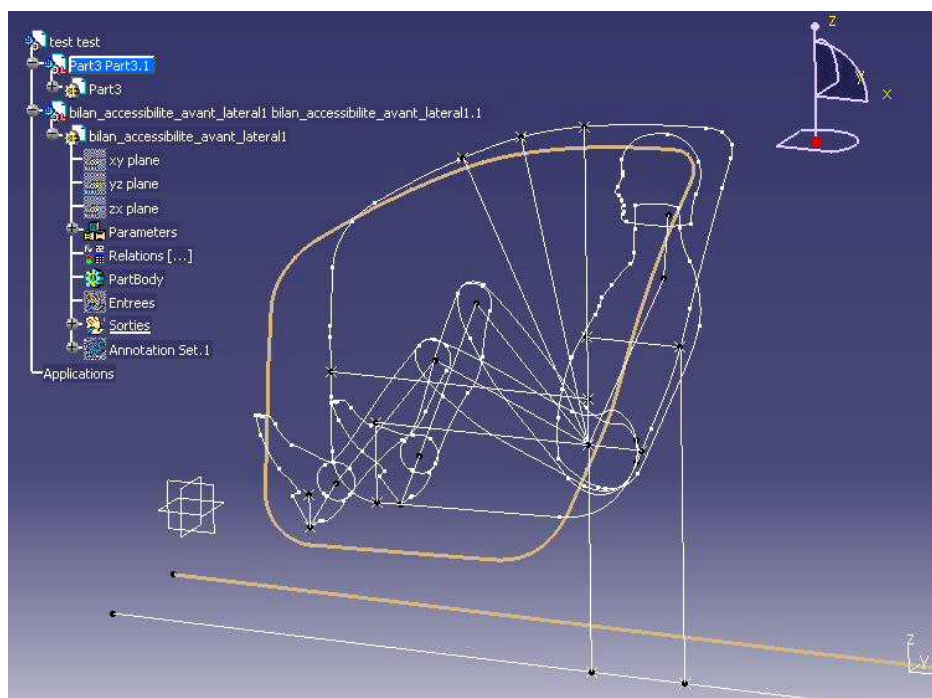 test test
Part3 Part3.1
Part3
bilan_accessibilite_avant_lateral1 bilan_accessibilite_avant_lateral1.1
bilan_accessibilite_avant_lateral1
xy plane
yz plane
zx plane
Parameters
Relations [...]
PartBody
Entrees
Sorties
Annotation Set.1
Applications
Z
y
x
Z
Y